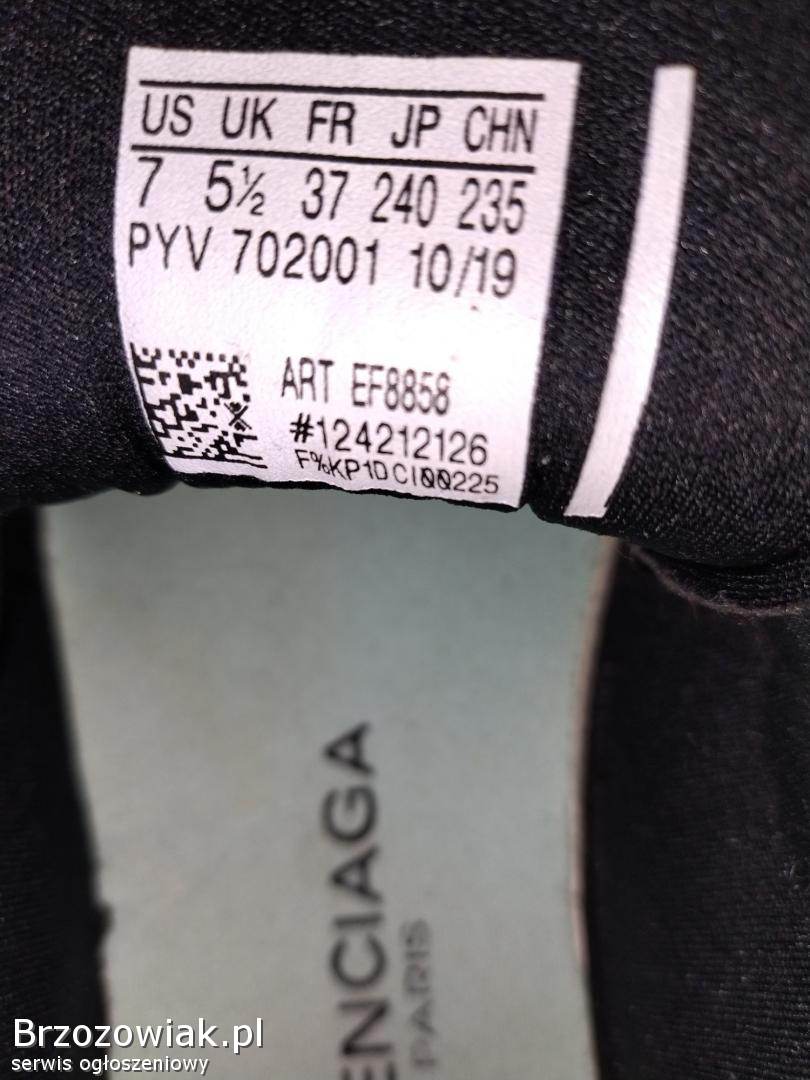 US UK FR JP CHN
7 5½ 37 240 235
PYV 702001 10/19
ART EF8858
#124212126
F%KP1DCI00225
ENCIAGA
PARIS
Brzozowiak.pl
serwis ogłoszeniowy